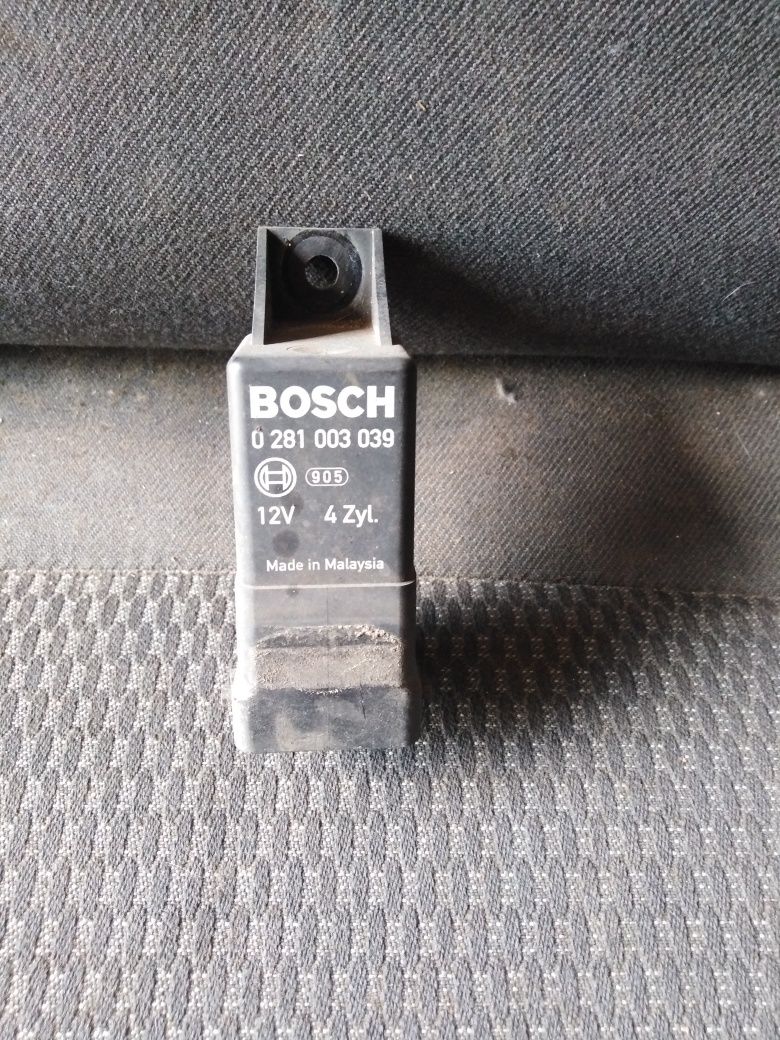 BOSCH
0 281 003 039
905
12V 4 Zyl.
Made in Malaysia